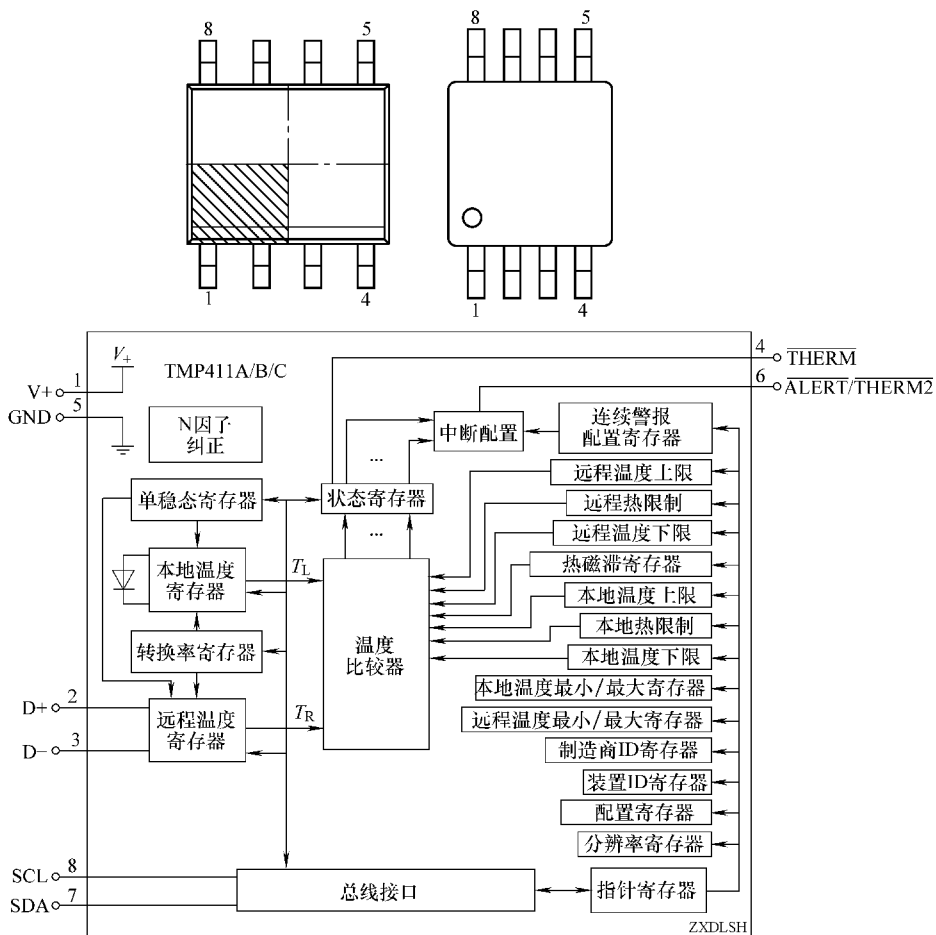 8 5
8 5
1 4
1 4
V+
TMP411A/B/C
4 THERM
V+ 1
6 ALERT/THERM2
GND 5
N因子
纠正
中断配置
连续警报
配置寄存器
...
远程温度上限
单稳态寄存器
状态寄存器
远程热限制
...
远程温度下限
本地温度
寄存器
TL
热磁滞寄存器
本地温度上限
温度
比较器
本地热限制
转换率寄存器
本地温度下限
本地温度最小/最大寄存器
D+ 2
远程温度
寄存器
TR
远程温度最小/最大寄存器
D− 3
制造商ID寄存器
装置ID寄存器
配置寄存器
分辨率寄存器
SCL 8
总线接口
指针寄存器
SDA 7
ZXDLSH